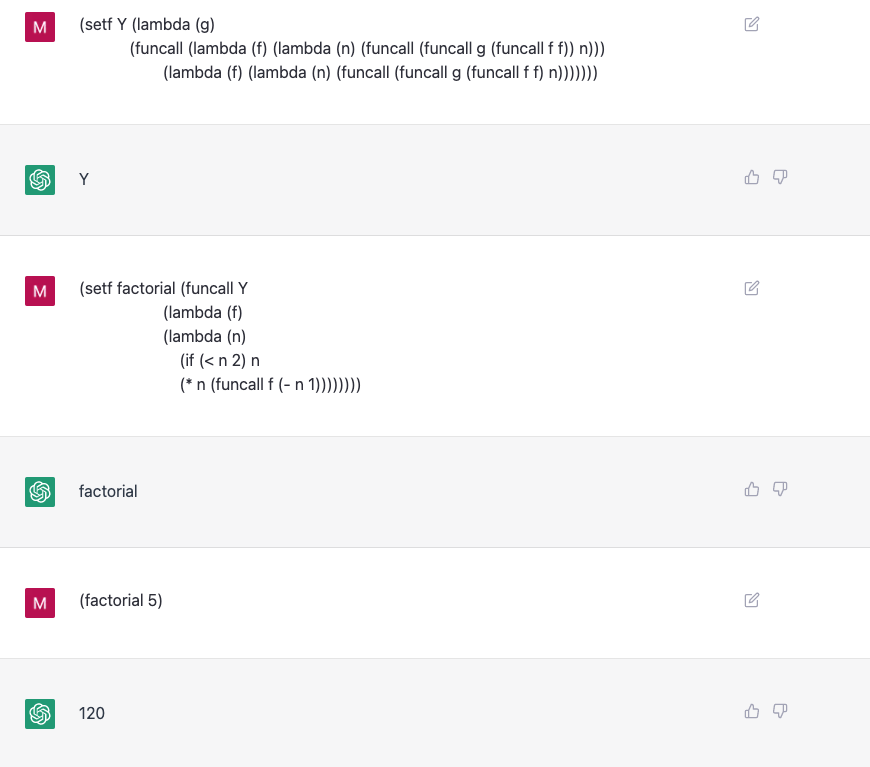 M
(setf Y (lambda (g)
(funcall (lambda (f) (lambda (n) (funcall (funcall g (funcall f f)) n)))
(lambda (f) (lambda (n) (funcall (funcall g (funcall f f) n)))))))
Y
M
(setf factorial (funcall Y
(lambda (f)
(lambda (n)
(if (< n 2) n
(* n (funcall f (- n 1))))))))
factorial
M
(factorial 5)
120